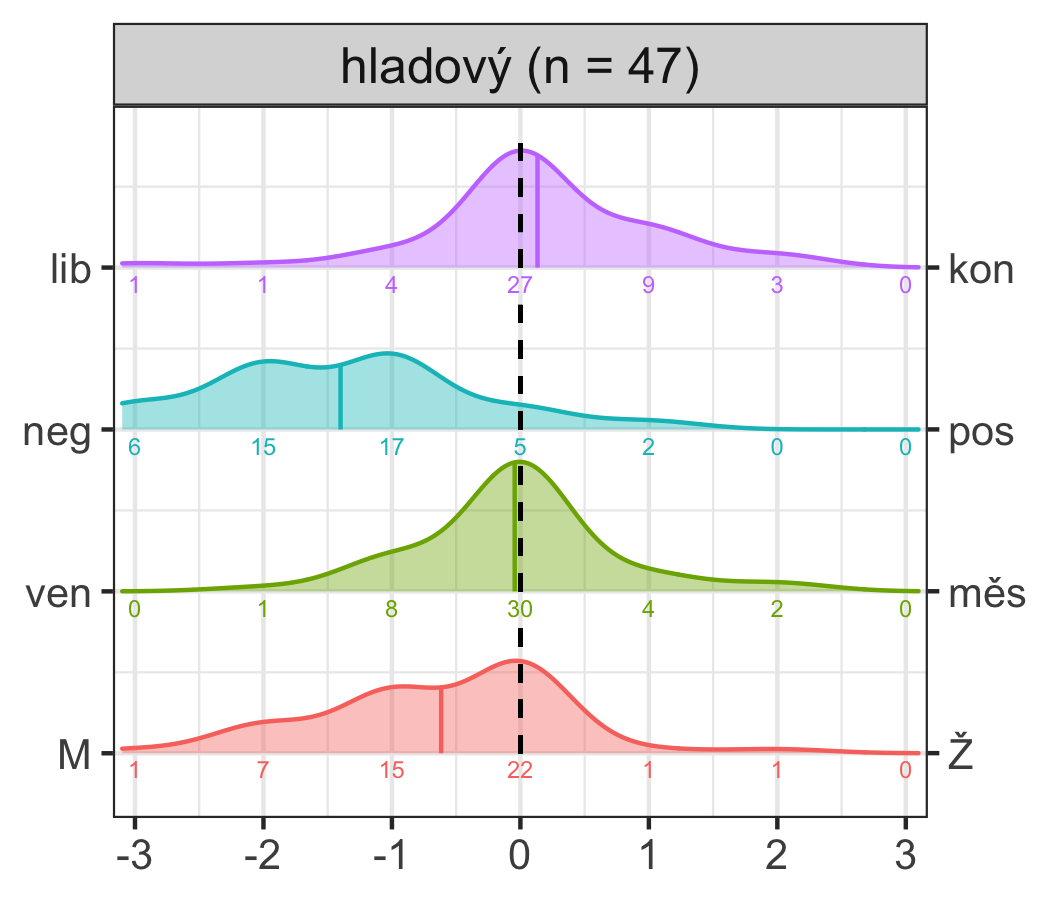 hladový (n = 47)
lib kon
1 1 4 27 9 3 0
neg pos
6 15 17 5 2 0 0
ven měs
0 1 8 30 4 2 0
M Ž
1 7 15 22 1 1 0
-3 -2 -1 0 1 2 3